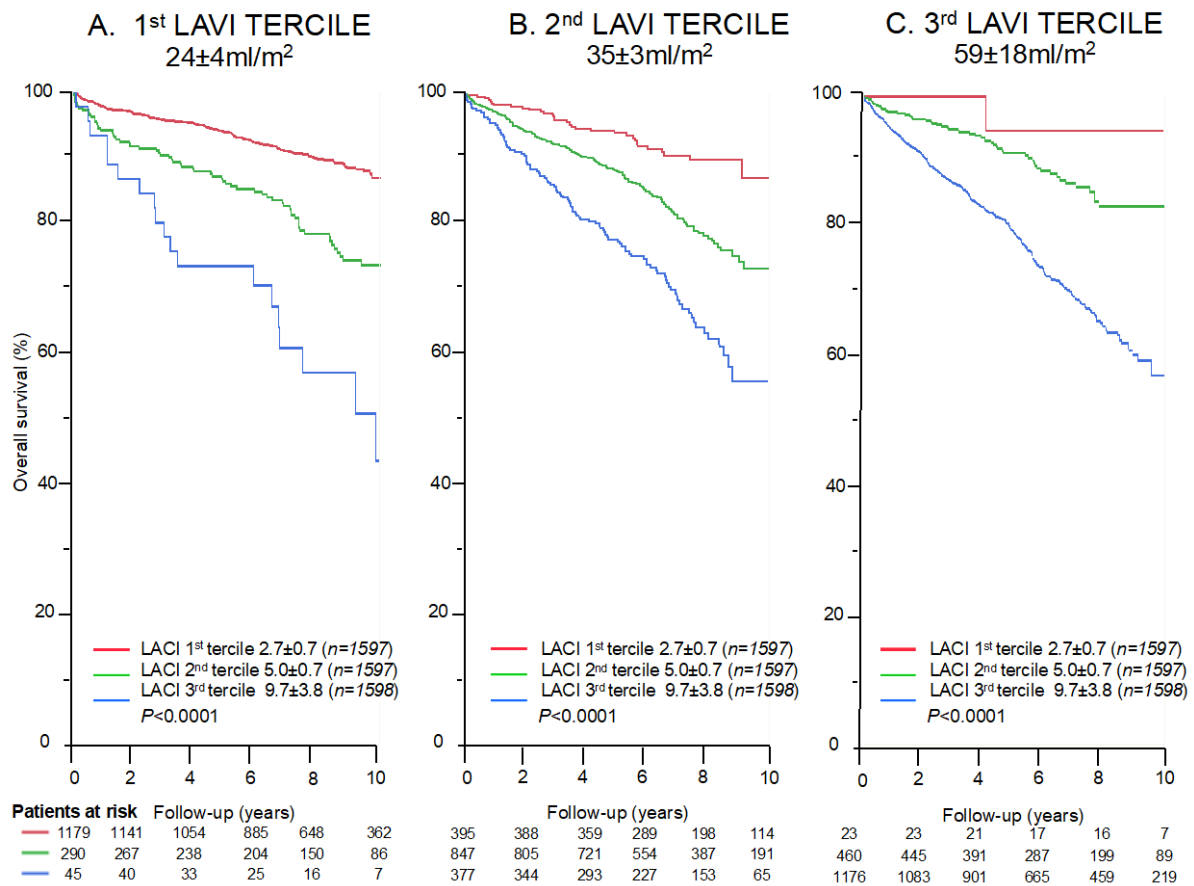 A. 1st LAVI TERCILE
24±4ml/m²
B. 2nd LAVI TERCILE
35±3ml/m²
C. 3rd LAVI TERCILE
59±18ml/m²
Overall survival (%)
100
80
60
40
20
0
LACI 1st tercile 2.7±0.7 (n=1597)
LACI 2nd tercile 5.0±0.7 (n=1597)
LACI 3rd tercile 9.7±3.8 (n=1598)
P<0.0001
0 2 4 6 8 10
Follow-up (years)
100
80
60
40
20
0
LACI 1st tercile 2.7±0.7 (n=1597)
LACI 2nd tercile 5.0±0.7 (n=1597)
LACI 3rd tercile 9.7±3.8 (n=1598)
P<0.0001
0 2 4 6 8 10
Follow-up (years)
100
80
60
40
20
0
LACI 1st tercile 2.7±0.7 (n=1597)
LACI 2nd tercile 5.0±0.7 (n=1597)
LACI 3rd tercile 9.7±3.8 (n=1598)
P<0.0001
0 2 4 6 8 10
Follow-up (years)
Patients at risk
1179 1141 1054 885 648 362
290 267 238 204 150 86
45 40 33 25 16 7
395 388 359 289 198 114
847 805 721 554 387 191
377 344 293 227 153 65
23 23 21 17 16 7
460 445 391 287 199 89
1176 1083 901 665 459 219